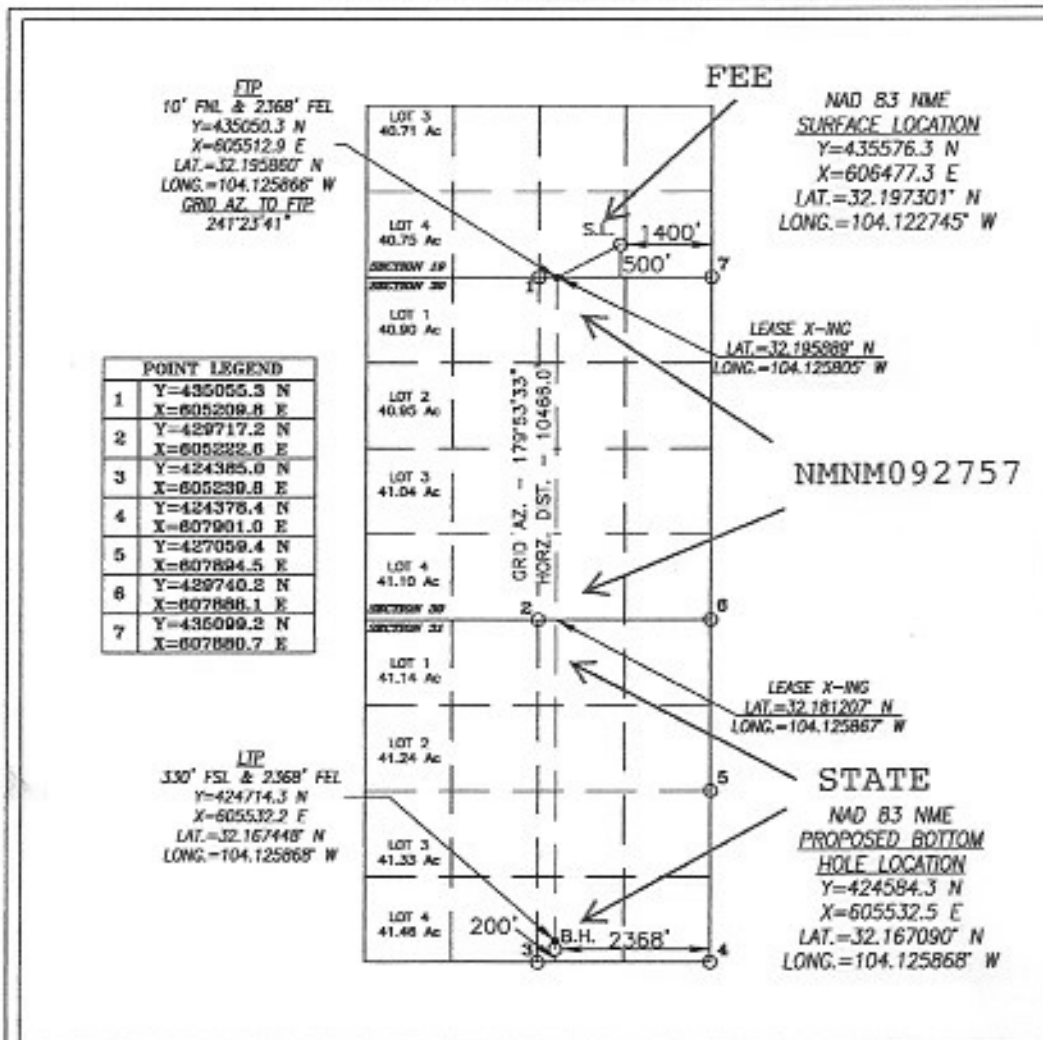 FTP
10' FNL & 2368' FEL
Y=435050.3 N
X=605512.9 E
LAT.=32.195860° N
LONG.=104.125866° W
GRID AZ. TO FTP
241°23'41"
FEE
NAD 83 NME
SURFACE LOCATION
Y=435576.3 N
X=606477.3 E
LAT.=32.197301° N
LONG.=104.122745° W
LOT 3
40.71 Ac
LOT 4
40.75 Ac
S.L.
1400'
500'
SECTION 19
SECTION 30
1
7
LOT 1
40.90 Ac
LEASE X-ING
LAT.=32.195889° N
LONG.=104.125805° W
POINT LEGEND
1 Y=435055.3 N
X=605209.8 E
2 Y=429717.2 N
X=605222.6 E
3 Y=424385.0 N
X=605239.8 E
4 Y=424378.4 N
X=607901.0 E
5 Y=427059.4 N
X=607894.5 E
6 Y=429740.2 N
X=607888.1 E
7 Y=435099.2 N
X=607880.7 E
LOT 2
40.95 Ac
GRID AZ. - 179°53'33"
HORZ. DIST. - 10466.0'
NMNM092757
LOT 3
41.04 Ac
LOT 4
41.10 Ac
SECTION 30
SECTION 31
2
6
LOT 1
41.14 Ac
LEASE X-ING
LAT.=32.181207° N
LONG.=104.125867° W
LOT 2
41.24 Ac
LTP
330' FSL & 2368' FEL
Y=424714.3 N
X=605532.2 E
LAT.=32.167448° N
LONG.=104.125868° W
5
STATE
NAD 83 NME
PROPOSED BOTTOM
HOLE LOCATION
Y=424584.3 N
X=605532.5 E
LAT.=32.167090° N
LONG.=104.125868° W
LOT 3
41.33 Ac
LOT 4
41.46 Ac
200'
B.H.
2368'
3
4